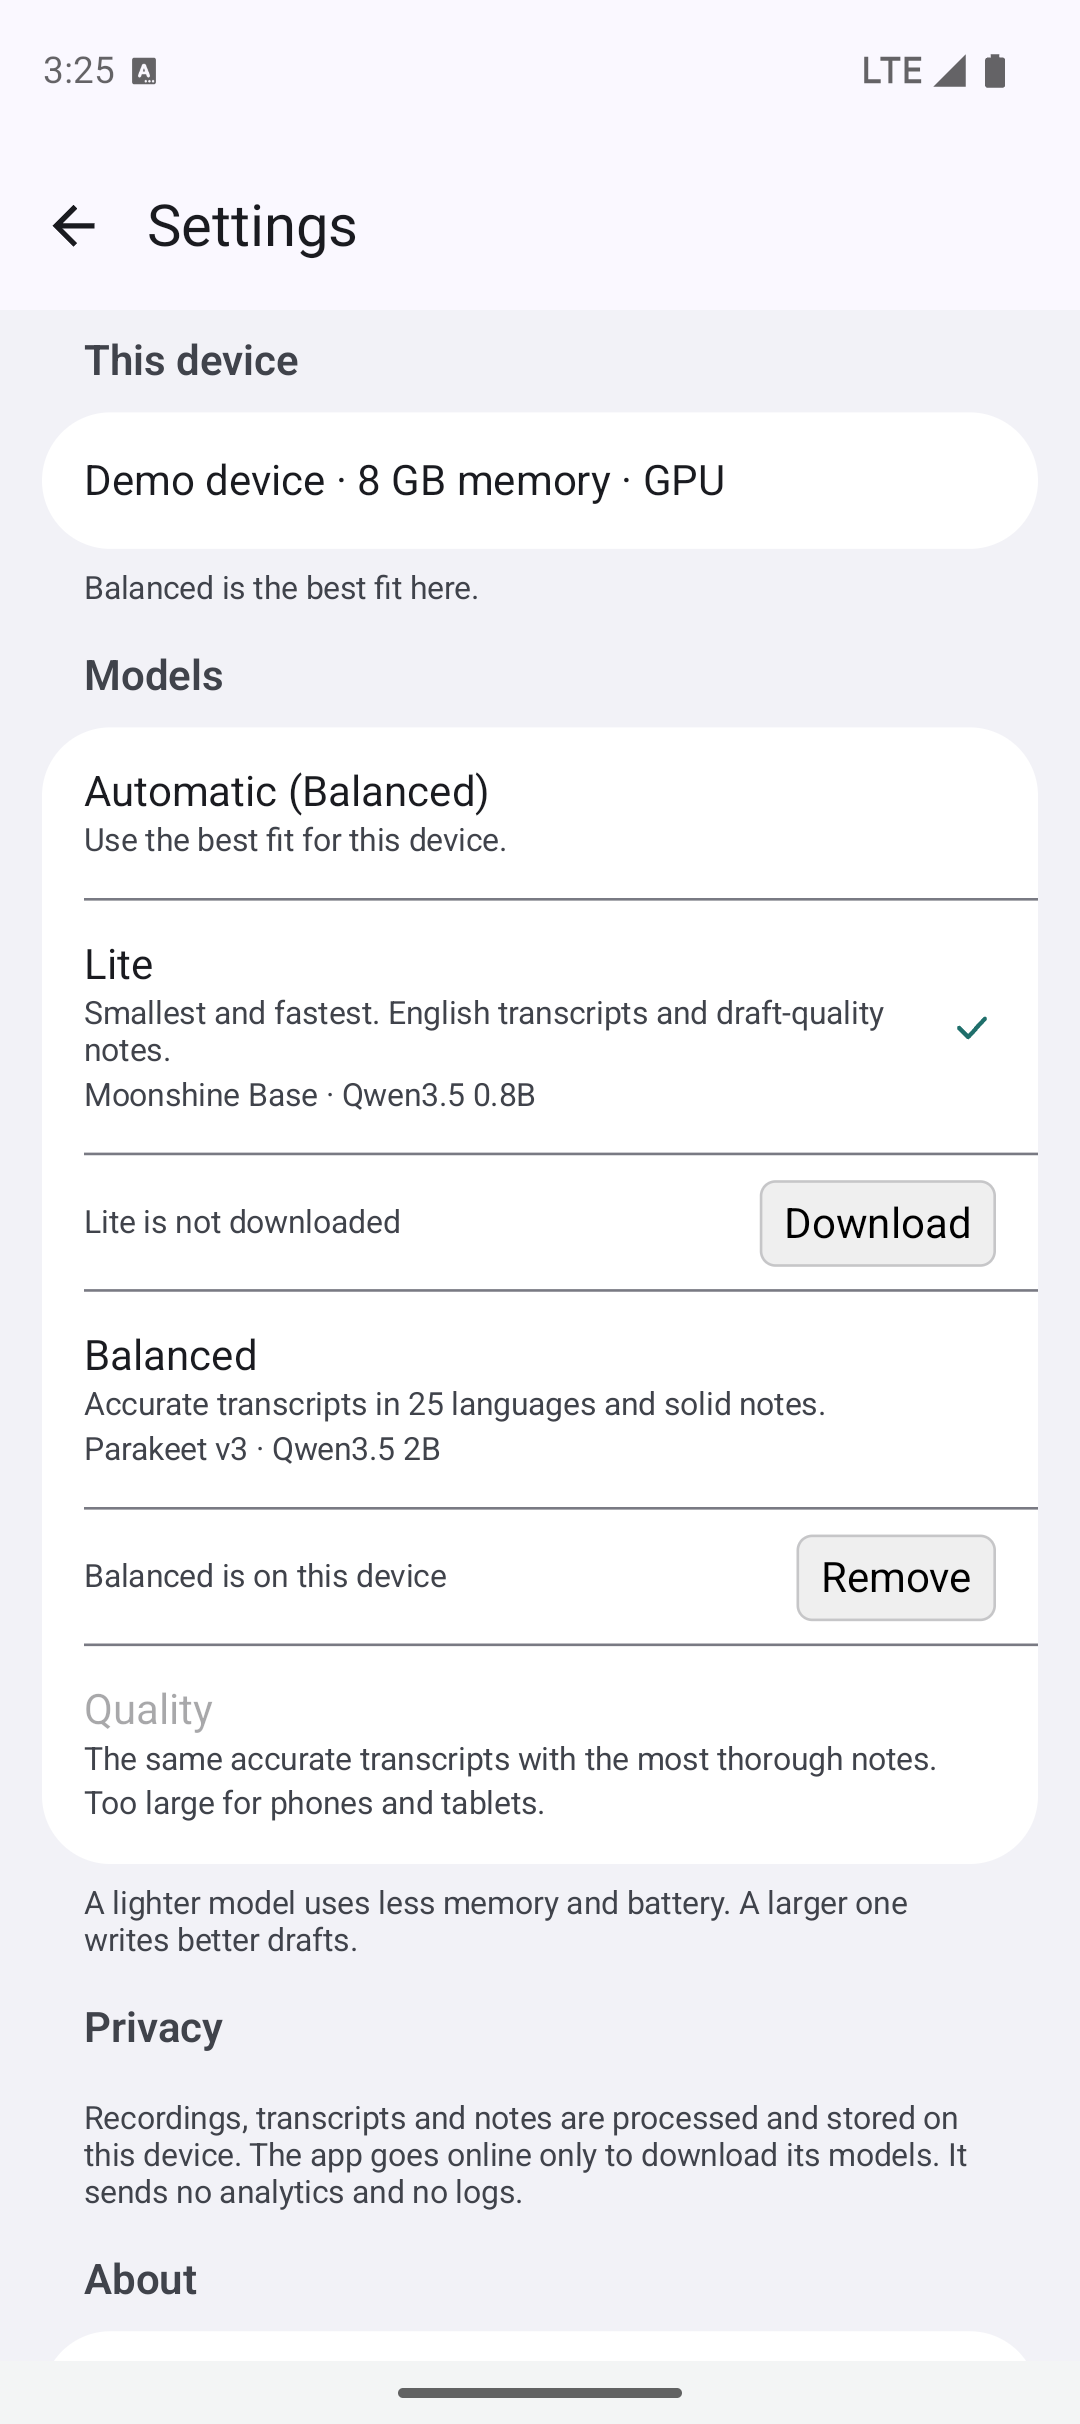 3:25
LTE
Settings
This device
Demo device · 8 GB memory · GPU
Balanced is the best fit here.
Models
Automatic (Balanced)
Use the best fit for this device.
Lite
Smallest and fastest. English transcripts and draft-quality
notes.
Moonshine Base · Qwen3.5 0.8B
Lite is not downloaded
Download
Balanced
Accurate transcripts in 25 languages and solid notes.
Parakeet v3 · Qwen3.5 2B
Balanced is on this device
Remove
Quality
The same accurate transcripts with the most thorough notes.
Too large for phones and tablets.
A lighter model uses less memory and battery. A larger one
writes better drafts.
Privacy
Recordings, transcripts and notes are processed and stored on
this device. The app goes online only to download its models. It
sends no analytics and no logs.
About